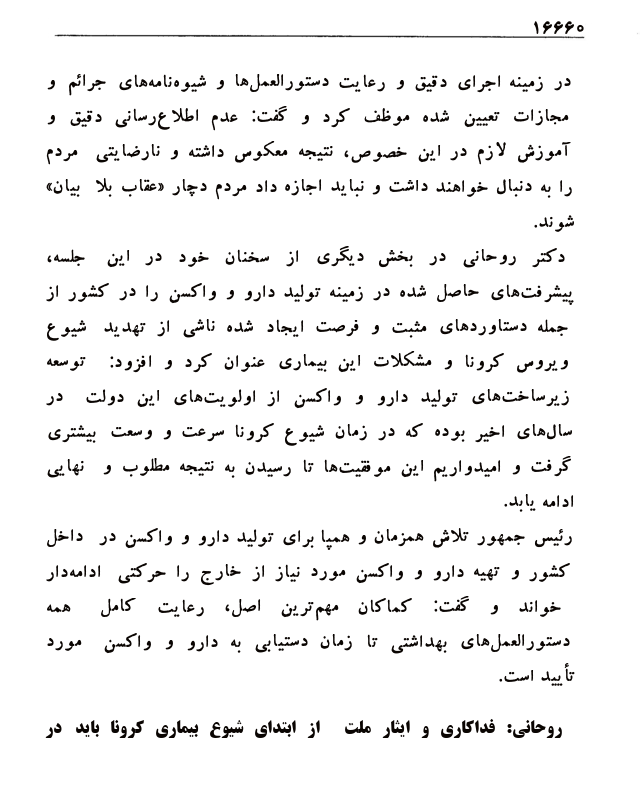 ۱۶۶۶۰
در زمینه اجرای دقیق و رعایت دستورالعمل‌ها و شیوه‌نامه‌های جرائم و
مجازات تعیین شده موظف کرد و گفت: عدم اطلاع‌رسانی دقیق و
آموزش لازم در این خصوص، نتیجه معکوس داشته و نارضایتی مردم
را به دنبال خواهند داشت و نباید اجازه داد مردم دچار «عقاب بلا بیان»
شوند.
دکتر روحانی در بخش دیگری از سخنان خود در این جلسه،
پیشرفت‌های حاصل شده در زمینه تولید دارو و واکسن را در کشور از
جمله دستاوردهای مثبت و فرصت ایجاد شده ناشی از تهدید شیوع
ویروس کرونا و مشکلات این بیماری عنوان کرد و افزود: توسعه
زیرساخت‌های تولید دارو و واکسن از اولویت‌های این دولت در
سال‌های اخیر بوده که در زمان شیوع کرونا سرعت و وسعت بیشتری
گرفت و امیدواریم این موفقیت‌ها تا رسیدن به نتیجه مطلوب و نهایی
ادامه یابد.
رئیس جمهور تلاش همزمان و همپا برای تولید دارو و واکسن در داخل
کشور و تهیه دارو و واکسن مورد نیاز از خارج را حرکتی ادامه‌دار
خواند و گفت: کماکان مهم‌ترین اصل، رعایت کامل همه
دستورالعمل‌های بهداشتی تا زمان دستیابی به دارو و واکسن مورد
تأیید است.
روحانی: فداکاری و ایثار ملت از ابتدای شیوع بیماری کرونا باید در